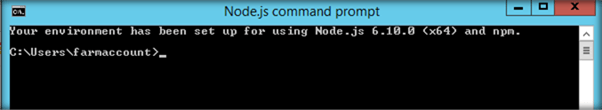 Node.js command prompt
Your environment has been set up for using Node.js 6.10.0 (x64) and npm.
C:\Users\farmaccount>_